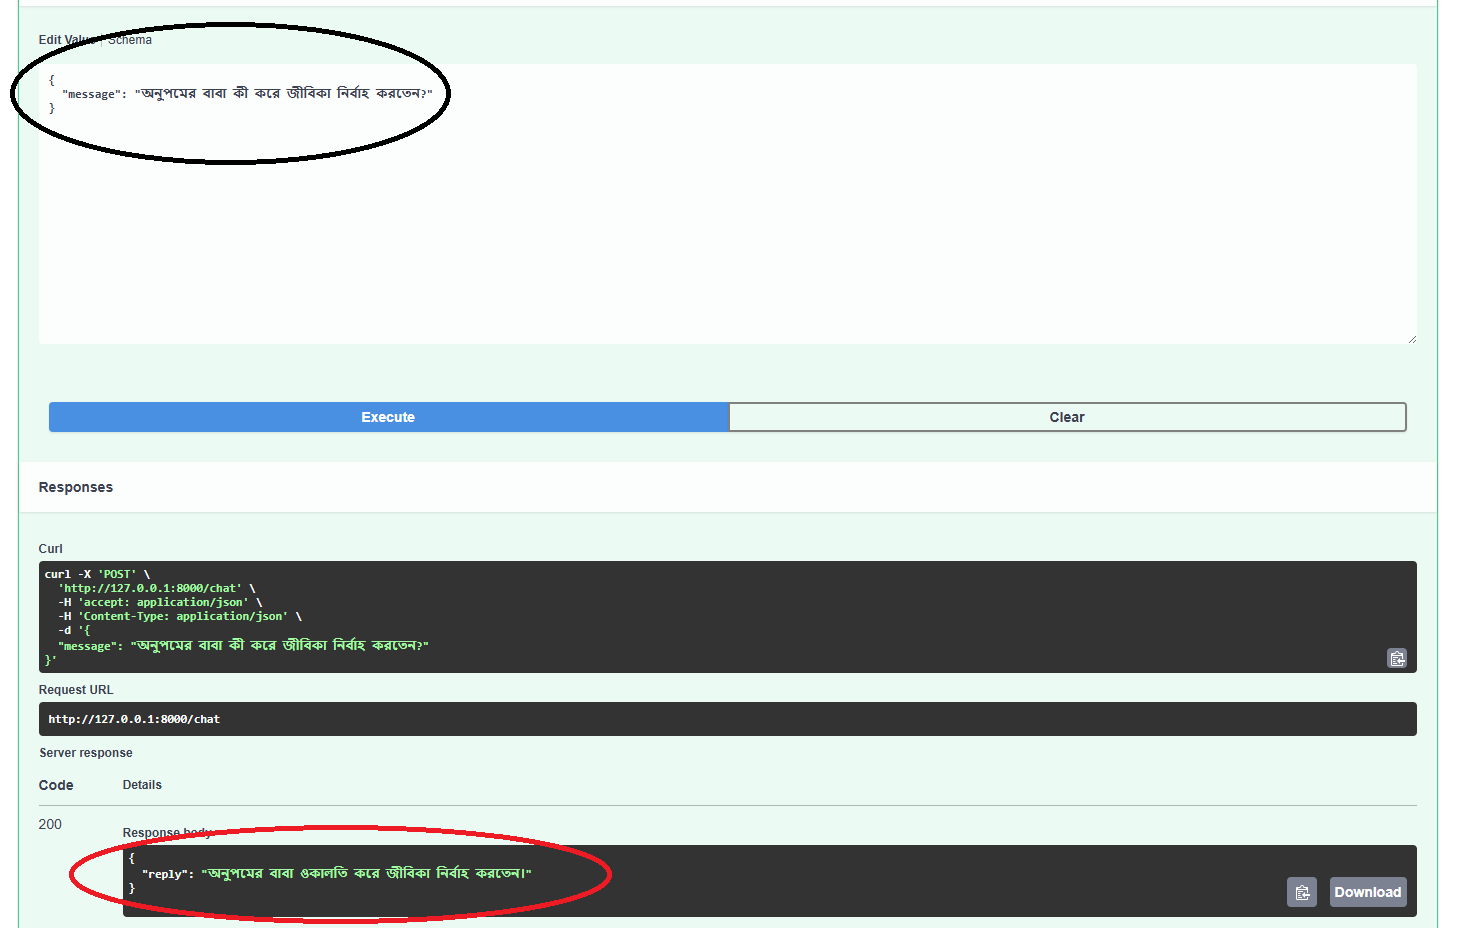 Edit Value | Schema
{
"message": "অনুপমের বাবা কী করে জীবিকা নির্বাহ করতেন?"
}
Execute
Clear
Responses
Curl
curl -X 'POST' \
'http://127.0.0.1:8000/chat' \
-H 'accept: application/json' \
-H 'Content-Type: application/json' \
-d '{
"message": "অনুপমের বাবা কী করে জীবিকা নির্বাহ করতেন?"
}'
Request URL
http://127.0.0.1:8000/chat
Server response
Code Details
200
Response body
{
"reply": "অনুপমের বাবা ওকালতি করে জীবিকা নির্বাহ করতেন।"
}
Download